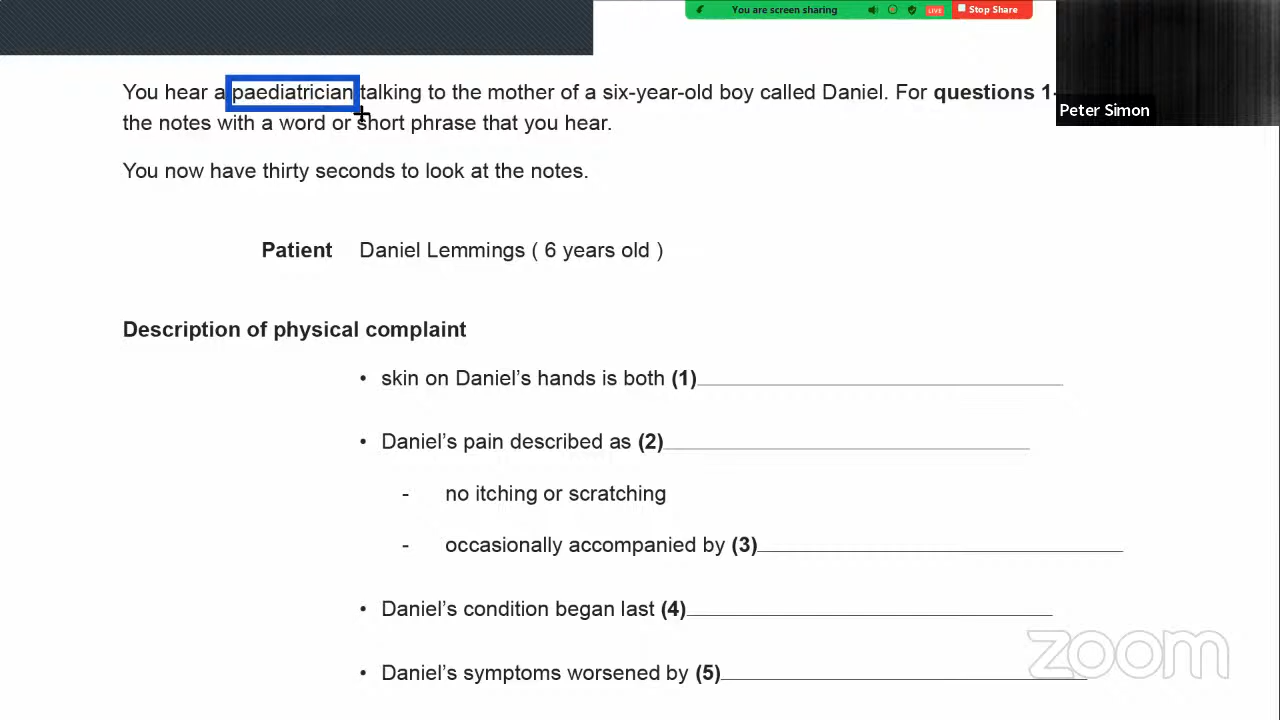 You are screen sharing
LIVE
Stop Share
You hear a paediatrician talking to the mother of a six-year-old boy called Daniel. For questions 1-
Peter Simon
the notes with a word or short phrase that you hear.
You now have thirty seconds to look at the notes.
Patient Daniel Lemmings ( 6 years old )
Description of physical complaint
• skin on Daniel’s hands is both (1)
• Daniel’s pain described as (2)
- no itching or scratching
- occasionally accompanied by (3)
• Daniel’s condition began last (4)
zoom
• Daniel’s symptoms worsened by (5)